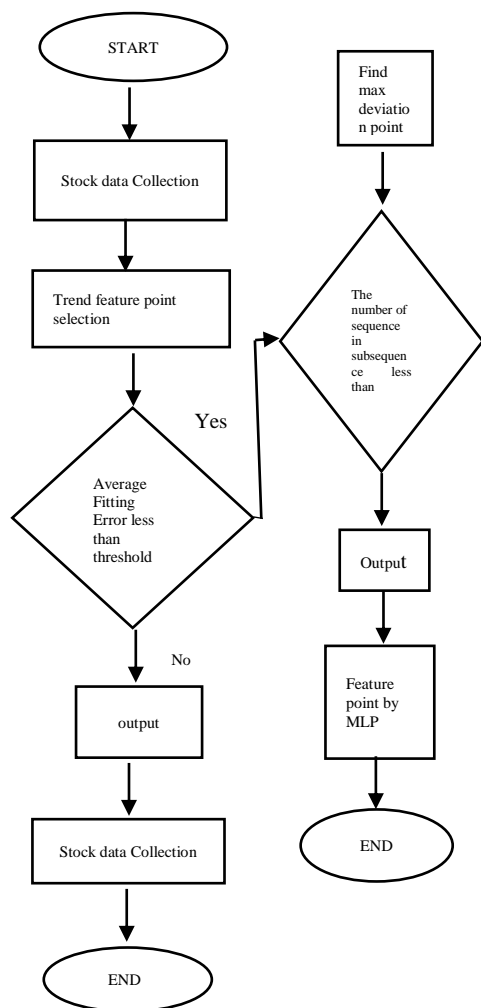 START
Stock data Collection
Trend feature point
selection
Yes
Average
Fitting
Error less
than
threshold
No
output
Stock data Collection
END
Find
max
deviatio
n point
The
number of
sequence
in
subsequen
ce less
than
Output
Feature
point by
MLP
END